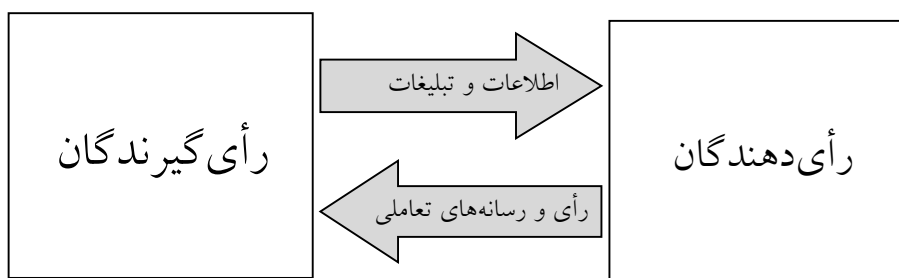 رأی‌دهندگان
اطلاعات و تبلیغات
رأی و رسانه‌های تعاملی
رأی‌گیرندگان